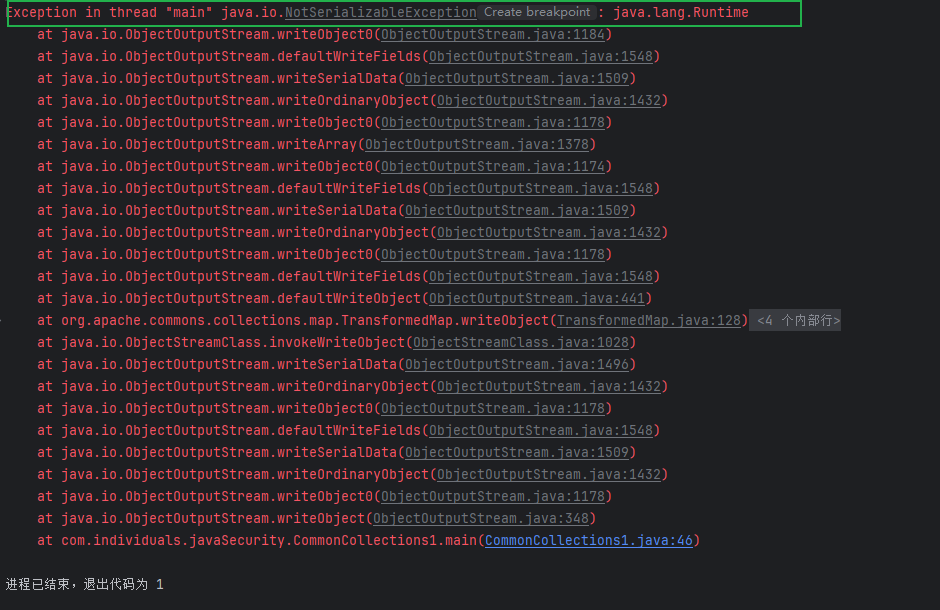 Exception in thread "main" java.io.NotSerializableException Create breakpoint : java.lang.Runtime
at java.io.ObjectOutputStream.writeObject0(ObjectOutputStream.java:1184)
at java.io.ObjectOutputStream.defaultWriteFields(ObjectOutputStream.java:1548)
at java.io.ObjectOutputStream.writeSerialData(ObjectOutputStream.java:1509)
at java.io.ObjectOutputStream.writeOrdinaryObject(ObjectOutputStream.java:1432)
at java.io.ObjectOutputStream.writeObject0(ObjectOutputStream.java:1178)
at java.io.ObjectOutputStream.writeArray(ObjectOutputStream.java:1378)
at java.io.ObjectOutputStream.writeObject0(ObjectOutputStream.java:1174)
at java.io.ObjectOutputStream.defaultWriteFields(ObjectOutputStream.java:1548)
at java.io.ObjectOutputStream.writeSerialData(ObjectOutputStream.java:1509)
at java.io.ObjectOutputStream.writeOrdinaryObject(ObjectOutputStream.java:1432)
at java.io.ObjectOutputStream.writeObject0(ObjectOutputStream.java:1178)
at java.io.ObjectOutputStream.defaultWriteFields(ObjectOutputStream.java:1548)
at java.io.ObjectOutputStream.defaultWriteObject(ObjectOutputStream.java:441)
at org.apache.commons.collections.map.TransformedMap.writeObject(TransformedMap.java:128) <4 个内部行>
at java.io.ObjectStreamClass.invokeWriteObject(ObjectStreamClass.java:1028)
at java.io.ObjectOutputStream.writeSerialData(ObjectOutputStream.java:1496)
at java.io.ObjectOutputStream.writeOrdinaryObject(ObjectOutputStream.java:1432)
at java.io.ObjectOutputStream.writeObject0(ObjectOutputStream.java:1178)
at java.io.ObjectOutputStream.defaultWriteFields(ObjectOutputStream.java:1548)
at java.io.ObjectOutputStream.writeSerialData(ObjectOutputStream.java:1509)
at java.io.ObjectOutputStream.writeOrdinaryObject(ObjectOutputStream.java:1432)
at java.io.ObjectOutputStream.writeObject0(ObjectOutputStream.java:1178)
at java.io.ObjectOutputStream.writeObject(ObjectOutputStream.java:348)
at com.individuals.javaSecurity.CommonCollections1.main(CommonCollections1.java:46)
进程已结束，退出代码为 1